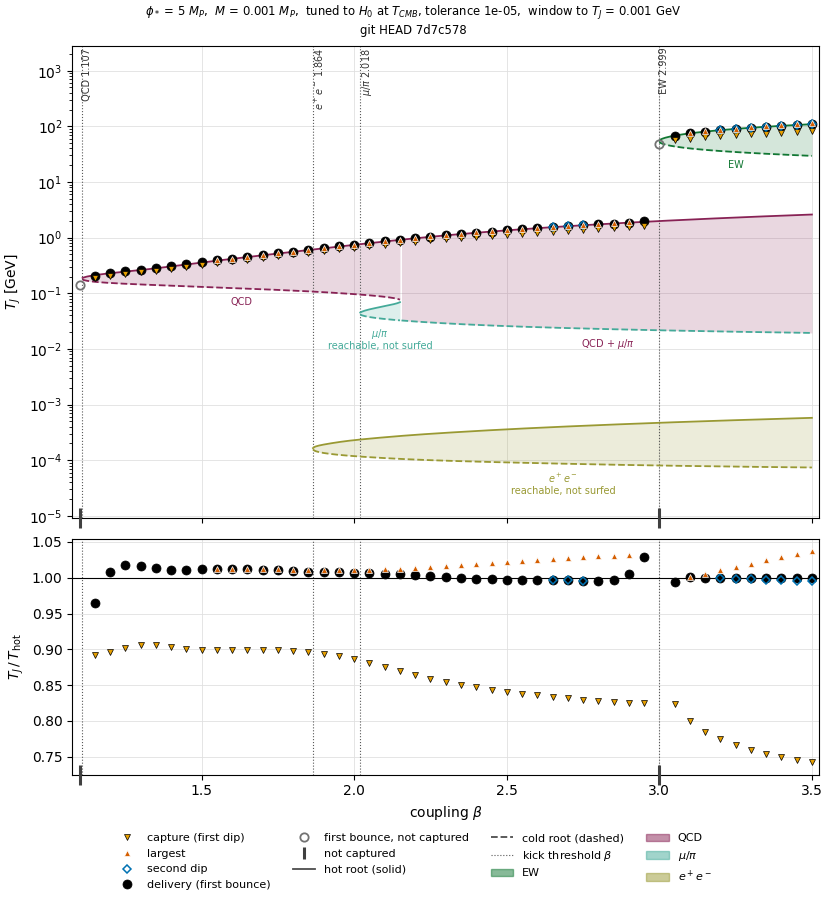 ϕ* = 5 M_P, M = 0.001 M_P, tuned to H₀ at T_CMB, tolerance 1e-05, window to T_J = 0.001 GeV
git HEAD 7d7c578
QCD 1.107
e⁺e⁻ 1.864
μ/π 2.018
EW 2.999
10³
10²
10¹
10⁰
10⁻¹
10⁻²
10⁻³
10⁻⁴
10⁻⁵
T_J [GeV]
EW
QCD
μ/π
reachable, not surfed
QCD + μ/π
e⁺e⁻
reachable, not surfed
1.05
1.00
0.95
0.90
0.85
0.80
0.75
T_J / T_hot
1.5 2.0 2.5 3.0 3.5
coupling β
capture (first dip)
largest
second dip
delivery (first bounce)
first bounce, not captured
not captured
hot root (solid)
cold root (dashed)
kick threshold β
EW
QCD
μ/π
e⁺e⁻